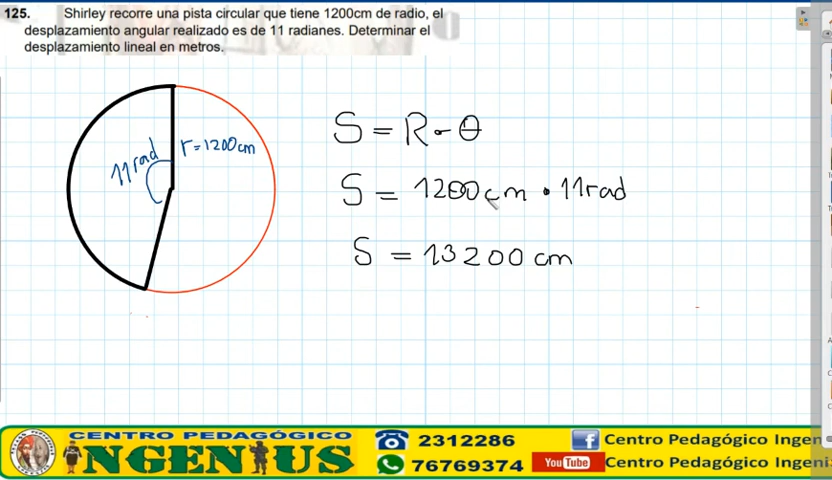 125. Shirley recorre una pista circular que tiene 1200cm de radio, el
desplazamiento angular realizado es de 11 radianes. Determinar el
desplazamiento lineal en metros.
11rad
r=1200cm
S = R・θ
S = 1200cm・11rad
S = 13200 cm
CENTRO PEDAGÓGICO
INGENIUS
2312286
76769374
f Centro Pedagógico Ingen
YouTube Centro Pedagógico Ingeni